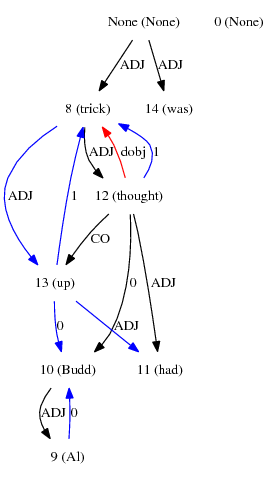 None (None) 0 (None)
ADJ ADJ
8 (trick) 14 (was)
ADJ dobj 1
ADJ 1 12 (thought)
CO
13 (up) 0 ADJ
0 ADJ
10 (Budd) 11 (had)
ADJ 0
9 (Al)